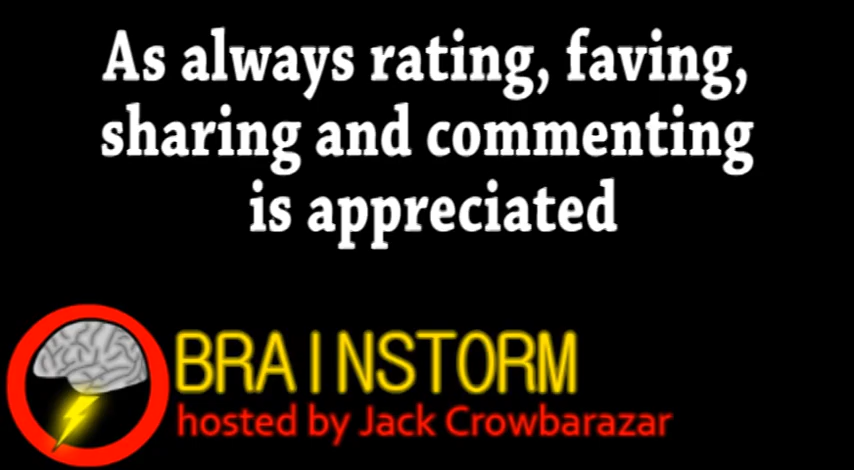 As always rating, faving,
sharing and commenting
is appreciated
BRAINSTORM
hosted by Jack Crowbarazar